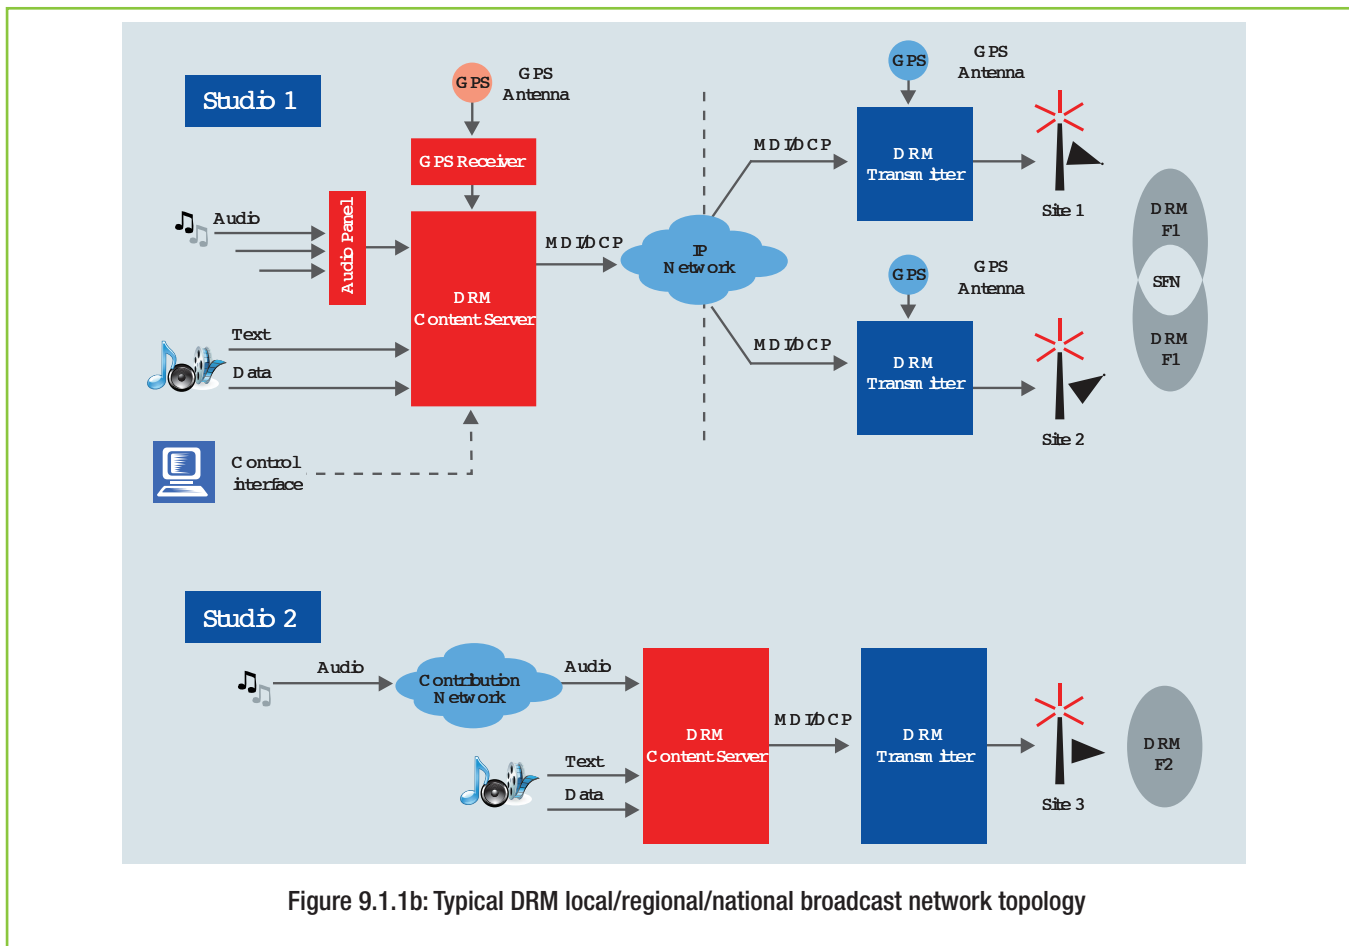 Studio 1
GPS
GPS
Antenna
GPS Receiver
Audio
Audio Panel
DRM
Content Server
Text
Data
Control
interface
MDI/DCP
IP
Network
MDI/DCP
GPS
GPS
Antenna
DRM
Transmitter
Site 1
MDI/DCP
GPS
GPS
Antenna
DRM
Transmitter
Site 2
DRM
F1
SFN
DRM
F1
Studio 2
Audio
Contribution
Network
Audio
Text
Data
DRM
Content Server
MDI/DCP
DRM
Transmitter
Site 3
DRM
F2
Figure 9.1.1b: Typical DRM local/regional/national broadcast network topology